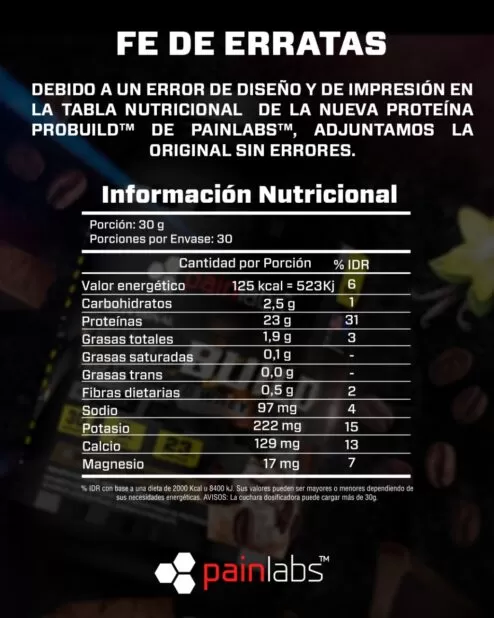 FE DE ERRATAS
DEBIDO A UN ERROR DE DISEÑO Y DE IMPRESIÓN EN
LA TABLA NUTRICIONAL DE LA NUEVA PROTEÍNA
PROBUILD™ DE PAINLABS™, ADJUNTAMOS LA
ORIGINAL SIN ERRORES.
Información Nutricional
Porción: 30 g
Porciones por Envase: 30
Cantidad por Porción % IDR
Valor energético 125 kcal = 523Kj 6
Carbohidratos 2,5 g 1
Proteínas 23 g 31
Grasas totales 1,9 g 3
Grasas saturadas 0,1 g -
Grasas trans 0,0 g -
Fibras dietarias 0,5 g 2
Sodio 97 mg 4
Potasio 222 mg 15
Calcio 129 mg 13
Magnesio 17 mg 7
% IDR con base a una dieta de 2000 Kcal u 8400 kJ. Sus valores pueden ser mayores o menores dependiendo de
sus necesidades energéticas. AVISOS: La cuchara dosificadora puede cargar más de 30g.
painlabs™